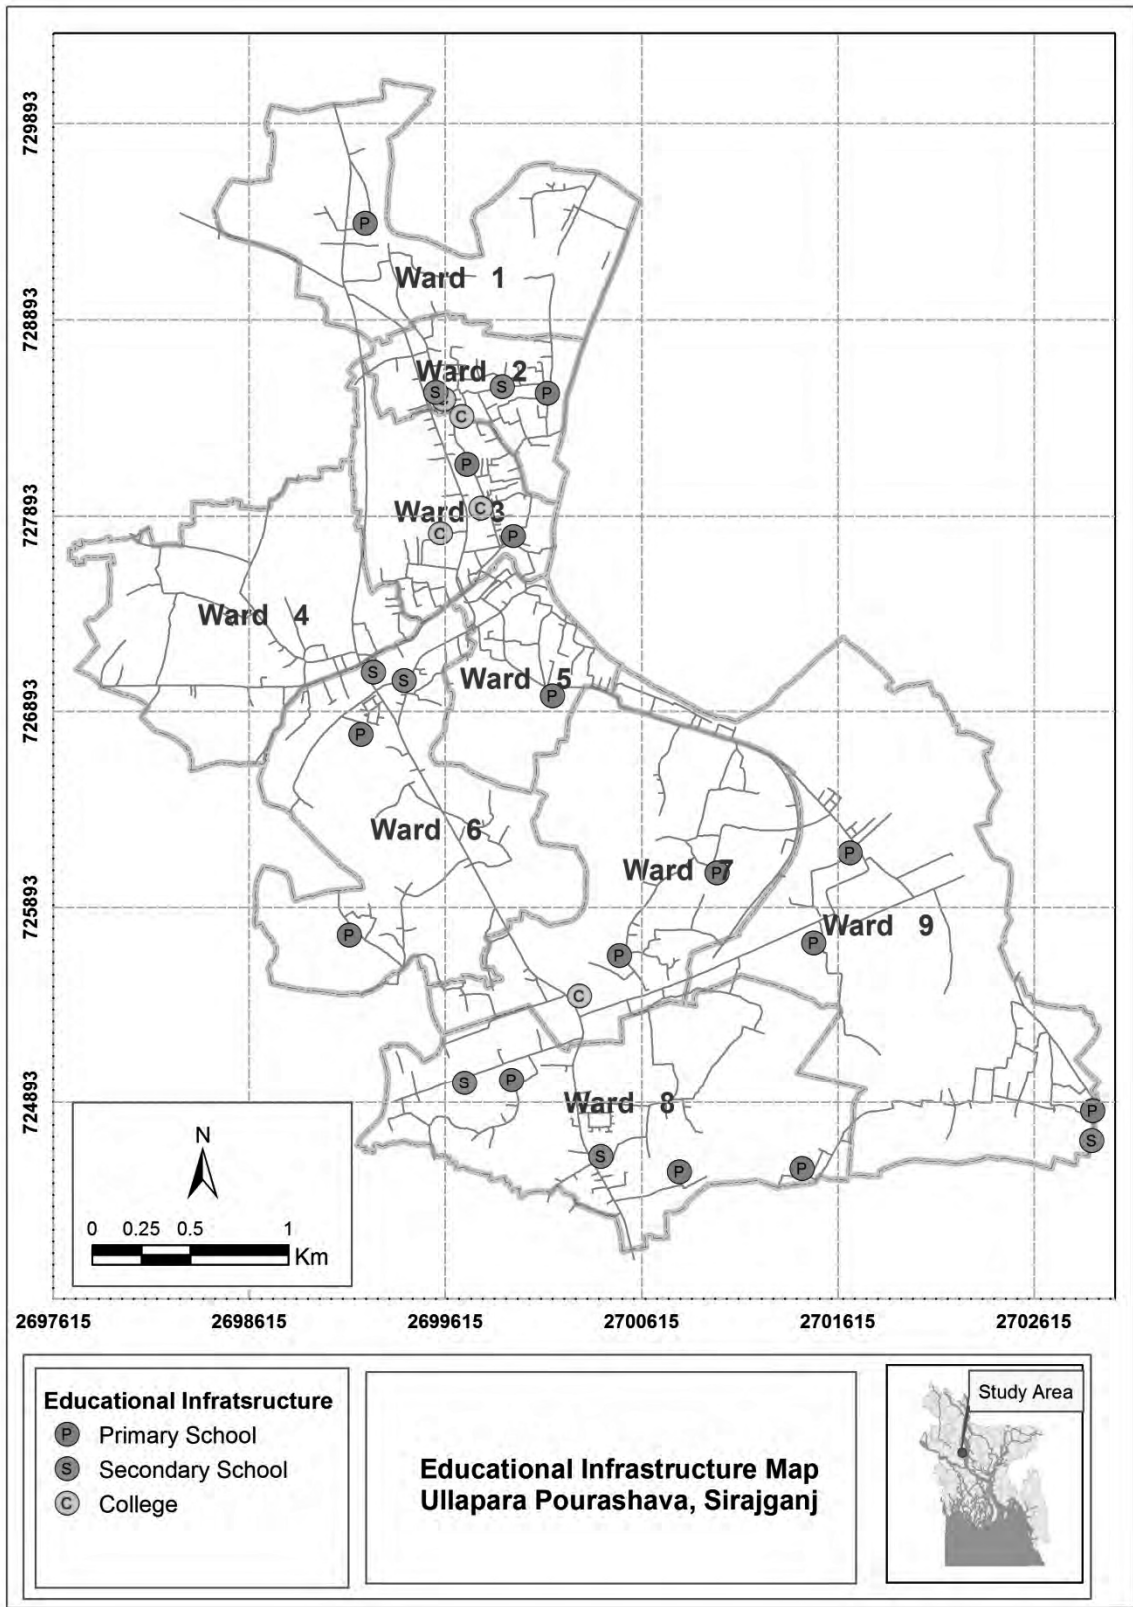 729893
728893
727893
726893
725893
724893
P
Ward 1
Ward 2
S
S
P
C
P
Ward 3
C
C
P
Ward 4
S
S
Ward 5
P
P
Ward 6
Ward 7
P
P
P
Ward 9
P
P
C
S
P
Ward 8
P
S
S
P
P
N
0 0.25 0.5 1
Km
2697615 2698615 2699615 2700615 2701615 2702615
Educational Infratsructure
P Primary School
S Secondary School
C College
Educational Infrastructure Map
Ullapara Pourashava, Sirajganj
Study Area